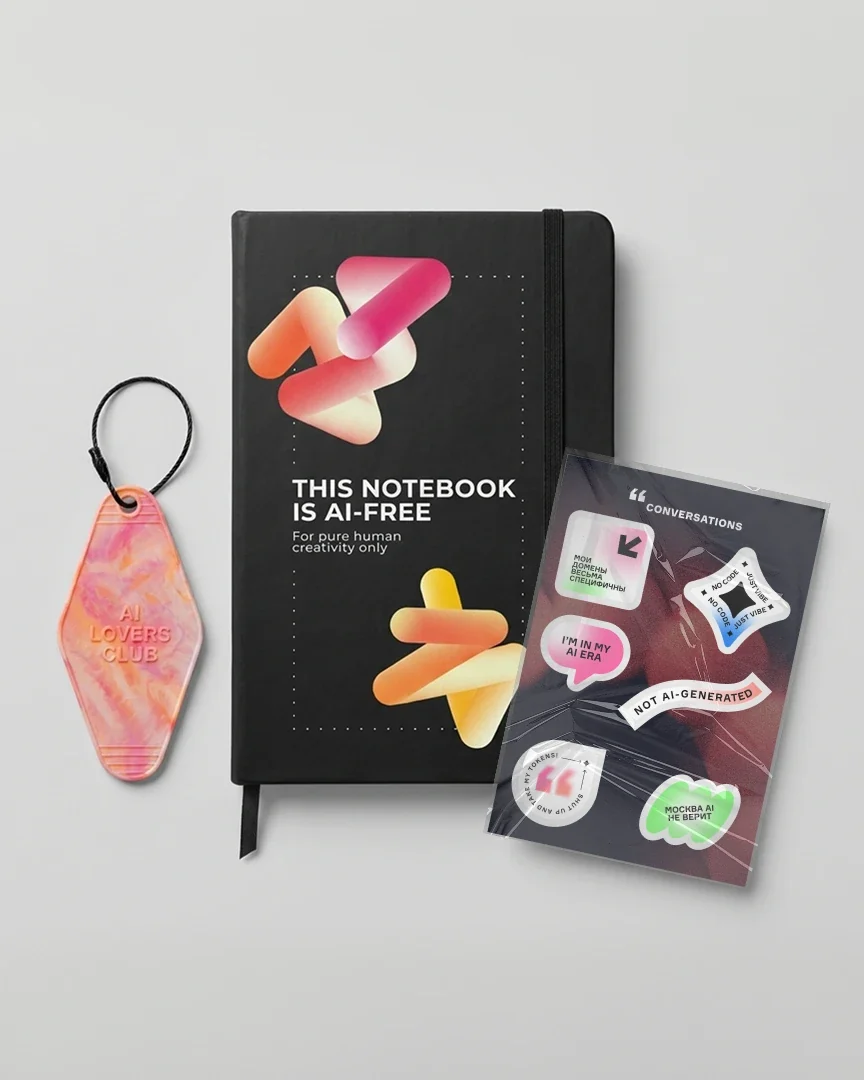 THIS NOTEBOOK
IS AI-FREE
For pure human
creativity only
AI
LOVERS
CLUB
CONVERSATIONS
МОИ
ДОМЕНЫ
ВЕСЬМА
СПЕЦИФИЧНЫ
NO CODE
JUST VIBE
NO CODE
JUST VIBE
I'M IN MY
AI ERA
NOT AI-GENERATED
SHUT UP AND TAKE MY TOKENS!
МОСКВА AI
НЕ ВЕРИТ